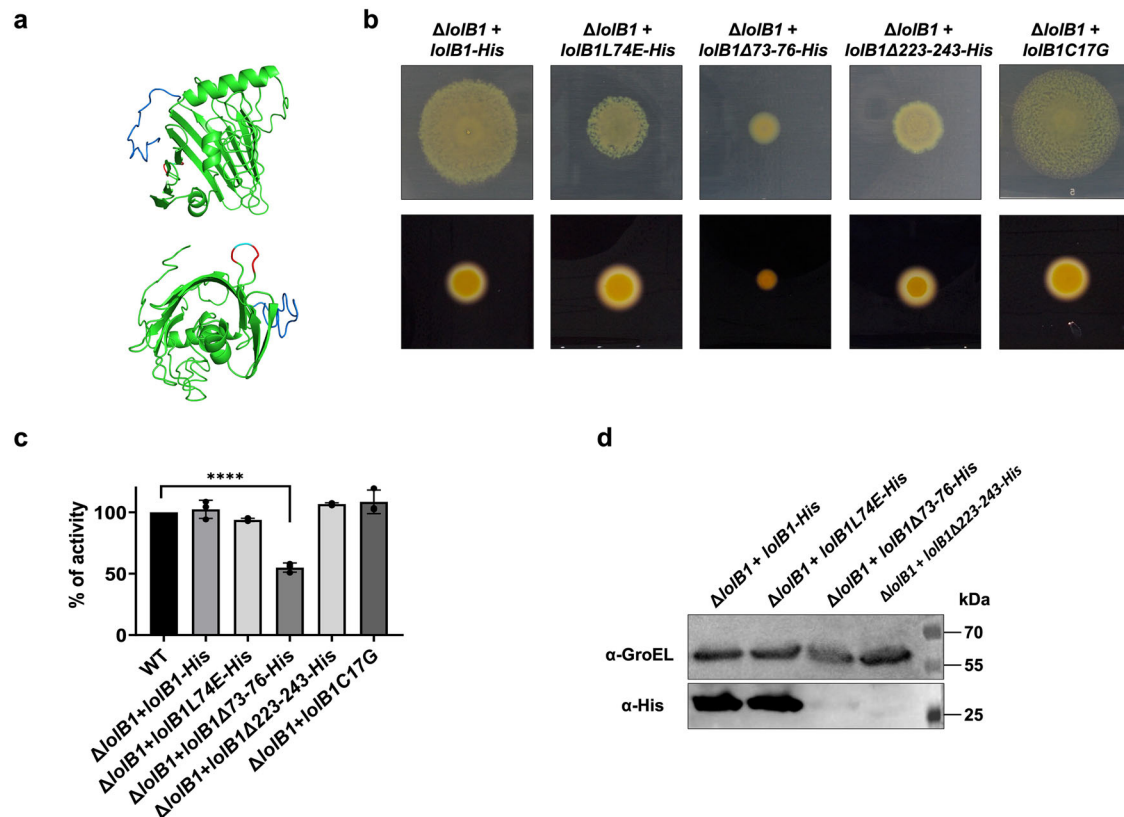 a
b
ΔlolB1 +
lolB1-His
ΔlolB1 +
lolB1L74E-His
ΔlolB1 +
lolB1Δ73-76-His
ΔlolB1 +
lolB1Δ223-243-His
ΔlolB1 +
lolB1C17G
5
c
****
% of activity
100
50
0
WT
ΔlolB1+lolB1-His
ΔlolB1+lolB1L74E-His
ΔlolB1+lolB1Δ73-76-His
ΔlolB1+lolB1Δ223-243-His
ΔlolB1+lolB1C17G
d
ΔlolB1 + lolB1-His
ΔlolB1 + lolB1L74E-His
ΔlolB1 + lolB1Δ73-76-His
ΔlolB1 + lolB1Δ223-243-His
kDa
α-GroEL
70
55
α-His
25